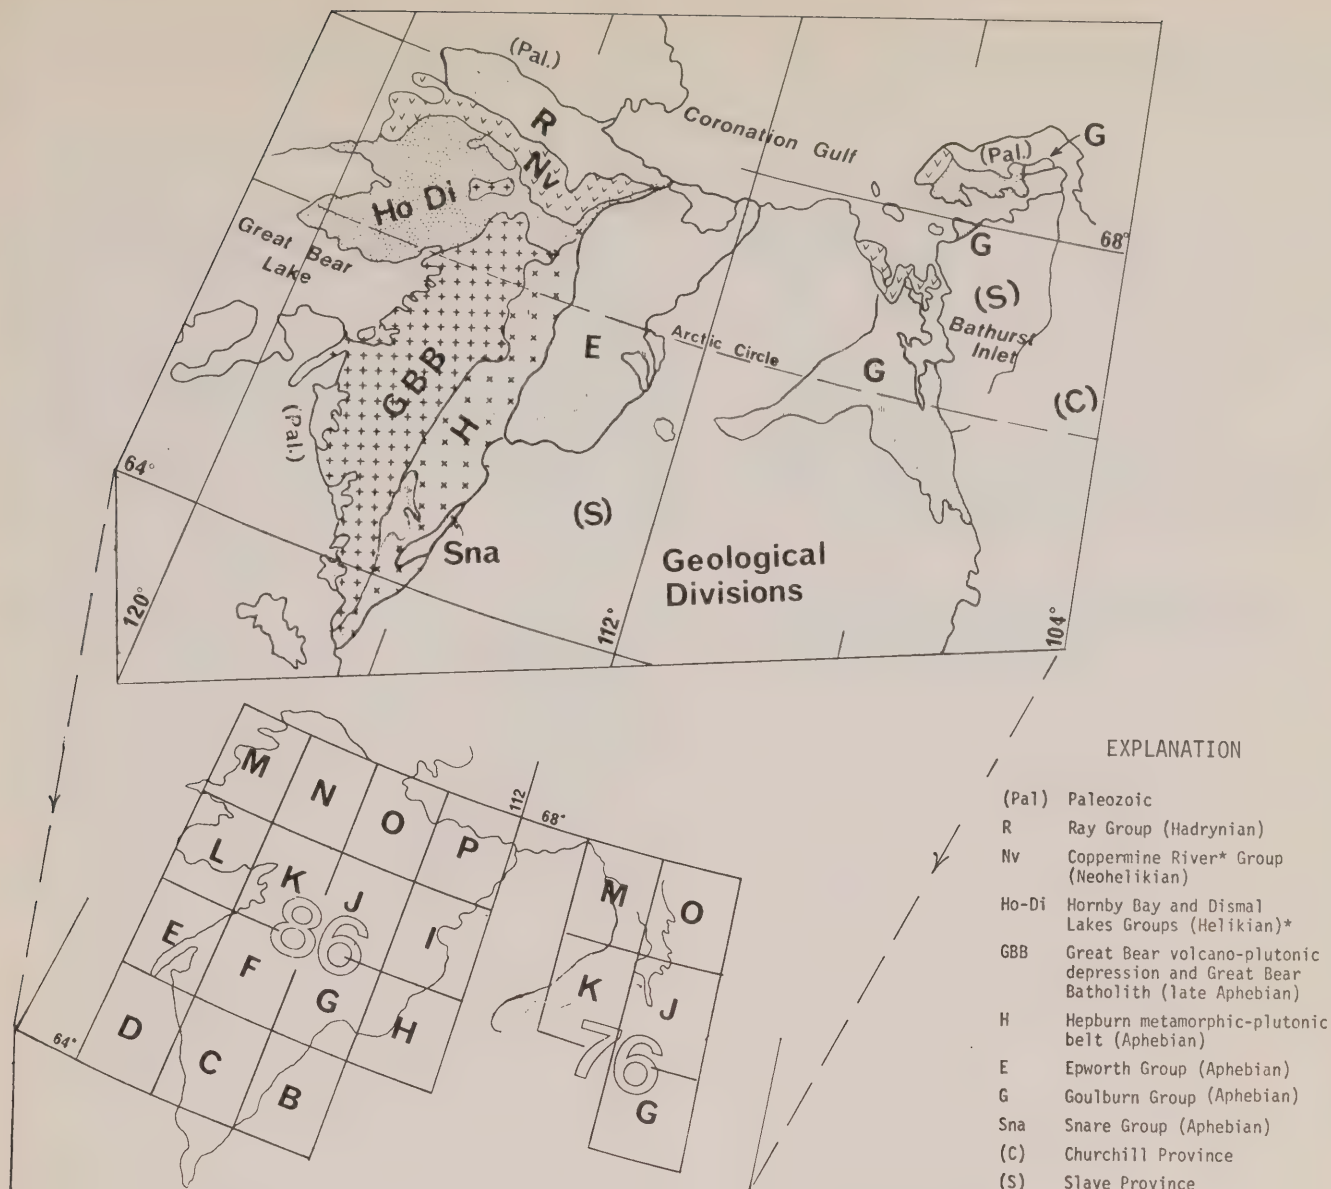 (Pal.)
R
Coronation Gulf
G
(Pal.)
Nv
Ho Di
68°
G
Great Bear
Lake
(S)
Bathurst
Inlet
Arctic Circle
E
GBB
G
(C)
H
(Pal.)
64°
(S)
Sna
Geological
Divisions
120°
112°
104°
M
N
O
P
112
68°
L
K
J
M
O
86
E
F
I
K
J
G
H
76
64°
D
C
B
G
EXPLANATION
(Pal) Paleozoic
R Ray Group (Hadrynian)
Nv Coppermine River* Group
(Neohelikian)
Ho-Di Hornby Bay and Dismal
Lakes Groups (Helikian)*
GBB Great Bear volcano-plutonic
depression and Great Bear
Batholith (late Aphebian)
H Hepburn metamorphic-plutonic
belt (Aphebian)
E Epworth Group (Aphebian)
G Goulburn Group (Aphebian)
Sna Snare Group (Aphebian)
(C) Churchill Province
(S) Slave Province